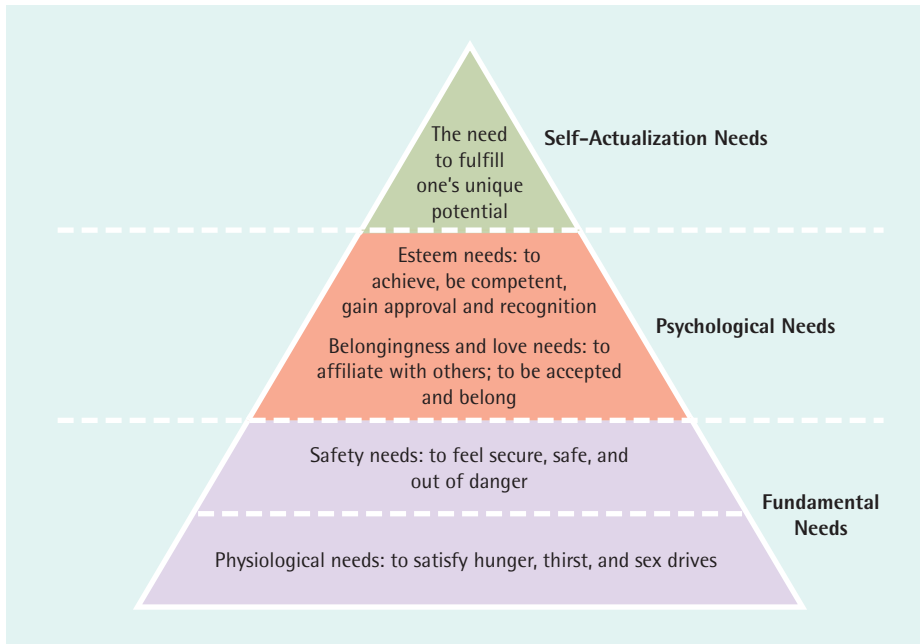 The need
to fulfill
one's unique
potential
Self-Actualization Needs
Esteem needs: to
achieve, be competent,
gain approval and recognition
Belongingness and love needs: to
affiliate with others; to be accepted
and belong
Psychological Needs
Safety needs: to feel secure, safe, and
out of danger
Fundamental
Needs
Physiological needs: to satisfy hunger, thirst, and sex drives